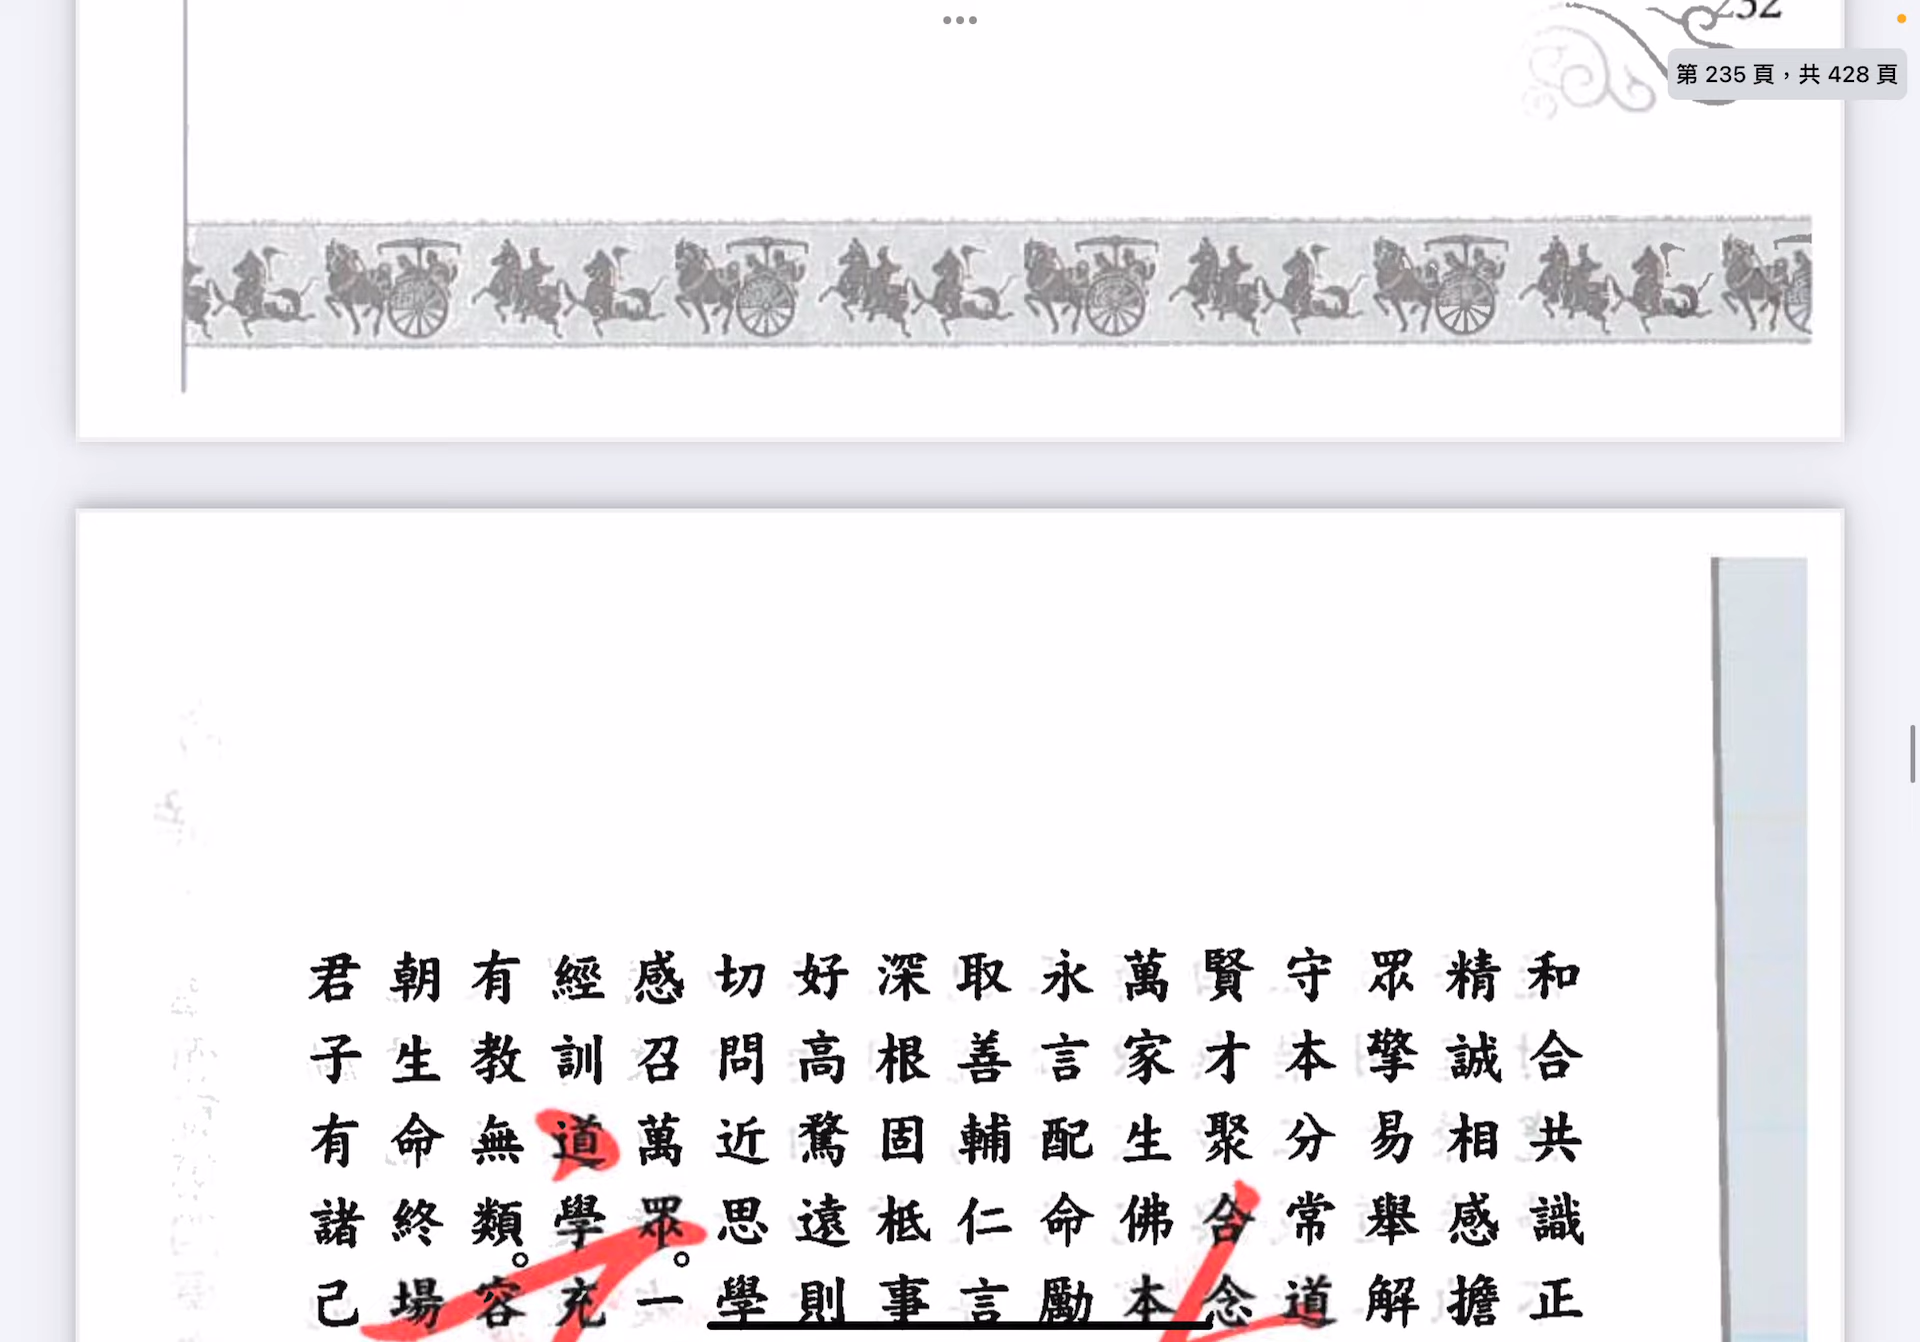 232
第 235 頁，共 428 頁
和合共識正
精誠相感擔
眾擎易舉解
守本分常道
賢才聚合念
萬家生佛本
永言配命勵
取善輔仁言
深根固柢事
好高騖遠則
切問近思學
感召萬眾。一
經訓道學充
有教無類。容
朝生命終場
君子有諸己